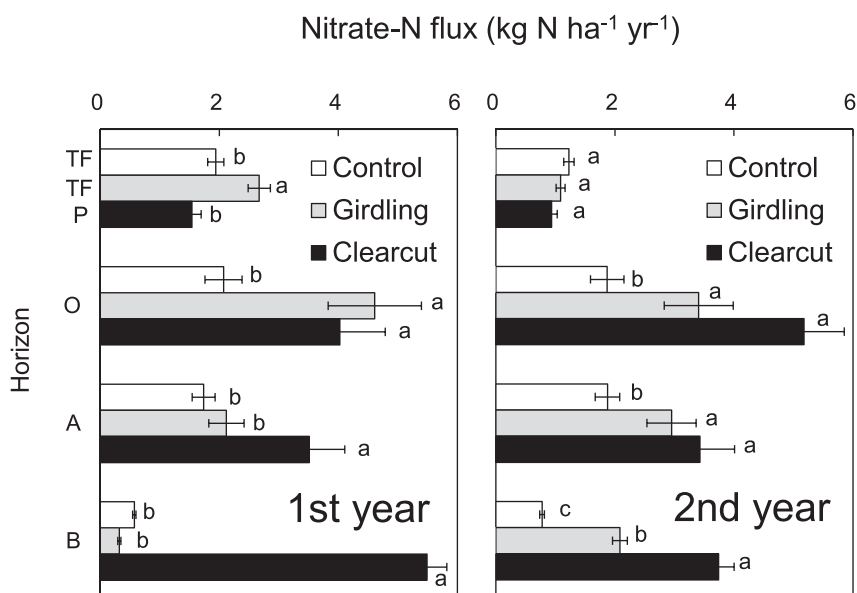 Nitrate-N flux (kg N ha⁻¹ yr⁻¹)
0 2 4 6 0 2 4 6
TF b a
TF a a
P b a
Control Control
Girdling Girdling
Clearcut Clearcut
b b
O a a
a a
Horizon
b b
A b a
a a
1st year 2nd year
b c
B b b
a a